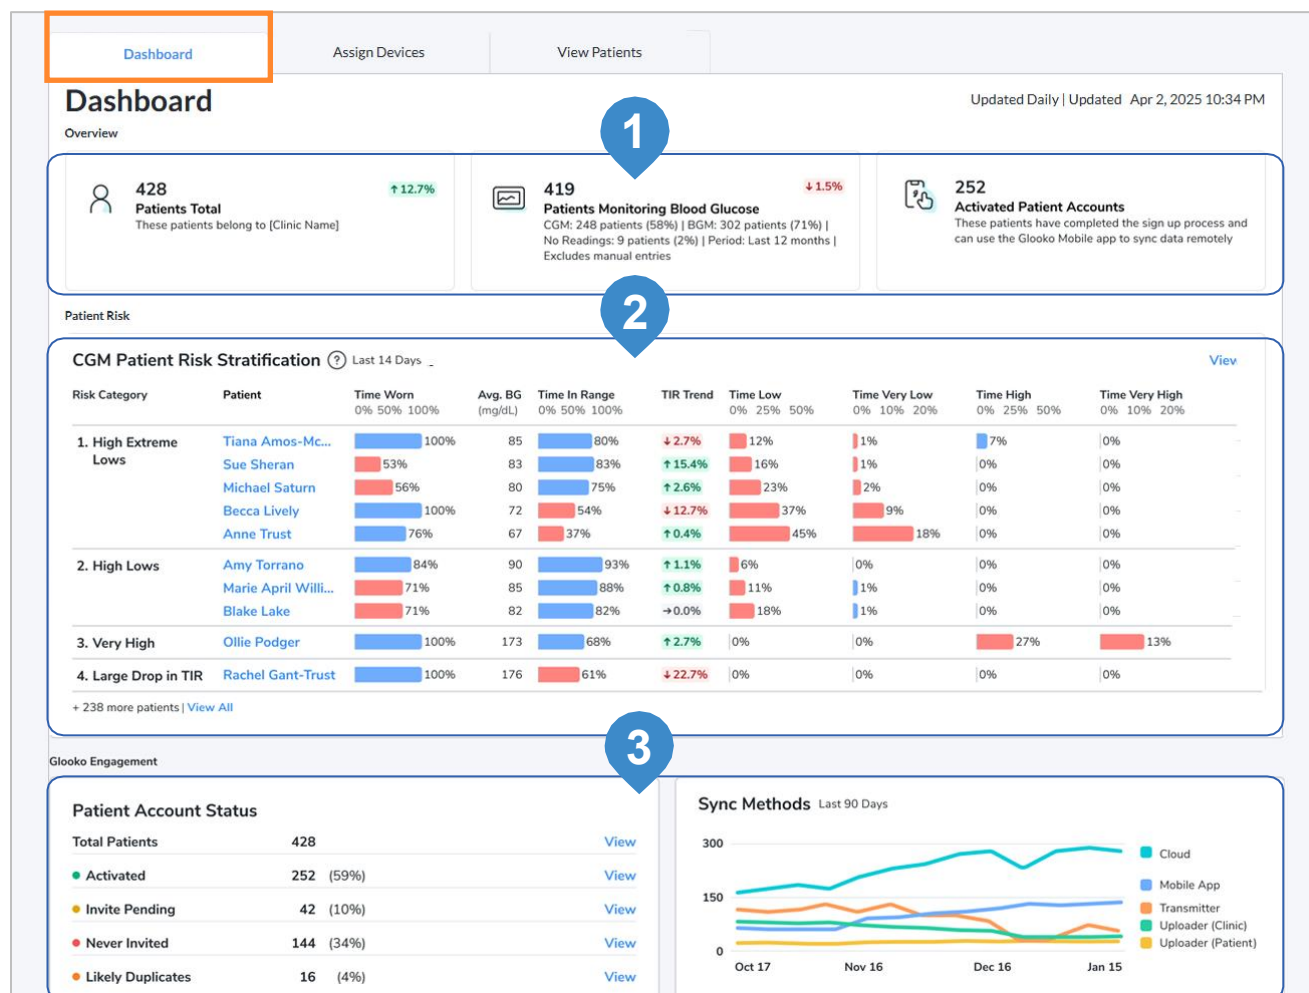 Dashboard
Assign Devices
View Patients
Dashboard
Updated Daily | Updated Apr 2, 2025 10:34 PM
Overview
1
428
↑12.7%
Patients Total
These patients belong to [Clinic Name]
419
↓1.5%
Patients Monitoring Blood Glucose
CGM: 248 patients (58%) | BGM: 302 patients (71%) |
No Readings: 9 patients (2%) | Period: Last 12 months |
Excludes manual entries
252
Activated Patient Accounts
These patients have completed the sign up process and
can use the Glooko Mobile app to sync data remotely
2
Patient Risk
CGM Patient Risk Stratification ? Last 14 Days
View
Risk Category Patient Time Worn Avg. BG Time In Range TIR Trend Time Low Time Very Low Time High Time Very High
0% 50% 100% (mg/dL) 0% 50% 100% 0% 25% 50% 0% 10% 20% 0% 25% 50% 0% 10% 20%
1. High Extreme Tiana Amos-Mc... 100% 85 80% ↓2.7% 12% 1% 7% 0%
Lows Sue Sheran 53% 83 83% ↑15.4% 16% 1% 0% 0%
Michael Saturn 56% 80 75% ↑2.6% 23% 2% 0% 0%
Becca Lively 100% 72 54% ↓12.7% 37% 9% 0% 0%
Anne Trust 76% 67 37% ↑0.4% 45% 18% 0% 0%
2. High Lows Amy Torrano 84% 90 93% ↑1.1% 6% 0% 0% 0%
Marie April Willi... 71% 85 88% ↑0.8% 11% 1% 0% 0%
Blake Lake 71% 82 82% →0.0% 18% 1% 0% 0%
3. Very High Ollie Podger 100% 173 68% ↑2.7% 0% 0% 27% 13%
4. Large Drop in TIR Rachel Gant-Trust 100% 176 61% ↓22.7% 0% 0% 0% 0%
+ 238 more patients | View All
3
Glooko Engagement
Patient Account Status
Total Patients 428 View
Activated 252 (59%) View
Invite Pending 42 (10%) View
Never Invited 144 (34%) View
Likely Duplicates 16 (4%) View
Sync Methods Last 90 Days
300
150
0
Oct 17 Nov 16 Dec 16 Jan 15
Cloud
Mobile App
Transmitter
Uploader (Clinic)
Uploader (Patient)